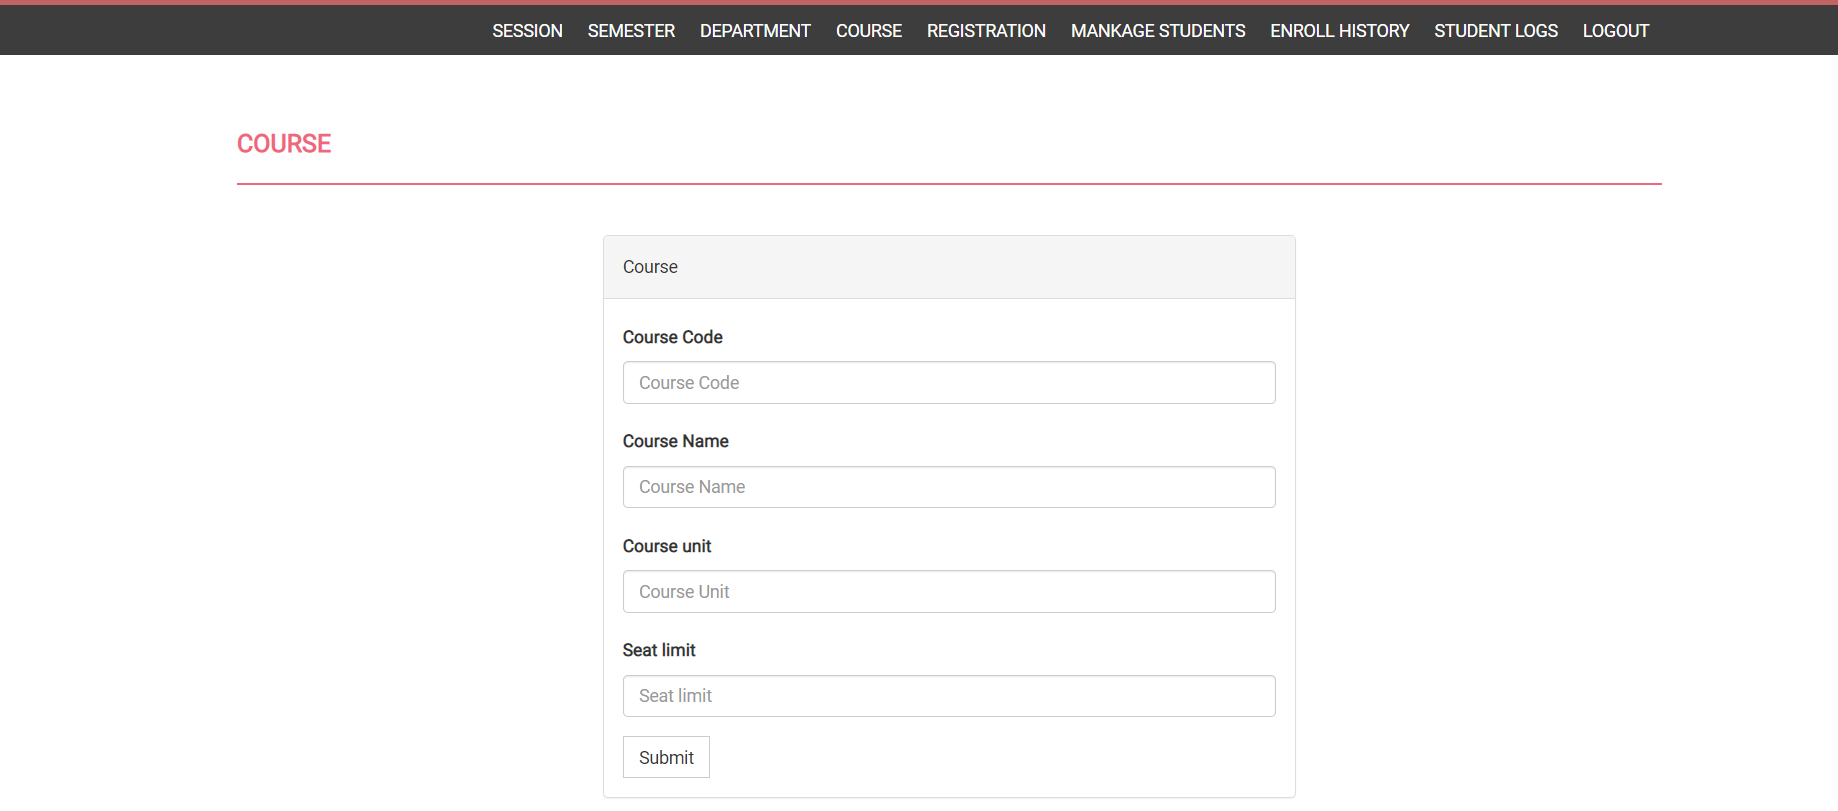 SESSION SEMESTER DEPARTMENT COURSE REGISTRATION MANKAGE STUDENTS ENROLL HISTORY STUDENT LOGS LOGOUT
COURSE
Course
Course Code
Course Code
Course Name
Course Name
Course unit
Course Unit
Seat limit
Seat limit
Submit